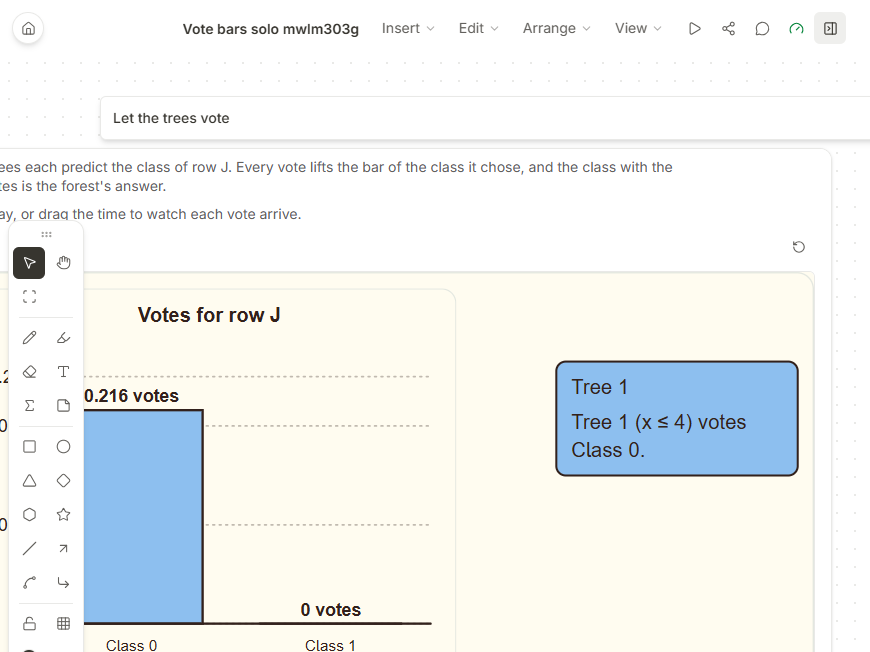 Vote bars solo mwlm303g
Insert
Edit
Arrange
View
Let the trees vote
ees each predict the class of row J. Every vote lifts the bar of the class it chose, and the class with the
tes is the forest's answer.
ay, or drag the time to watch each vote arrive.
Votes for row J
.2
0.216 votes
0
0
0 votes
Class 0
Class 1
Tree 1
Tree 1 (x ≤ 4) votes
Class 0.